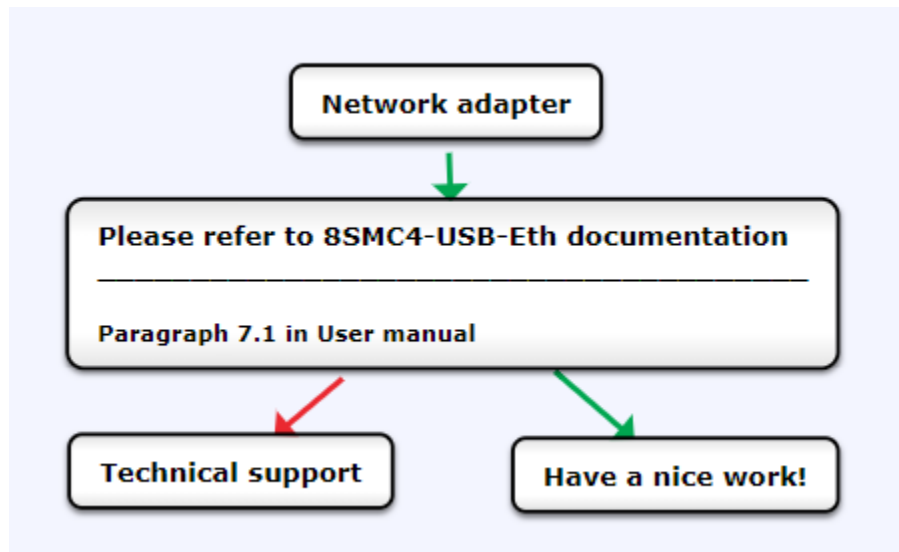 Network adapter
Please refer to 8SMC4-USB-Eth documentation
Paragraph 7.1 in User manual
Technical support
Have a nice work!